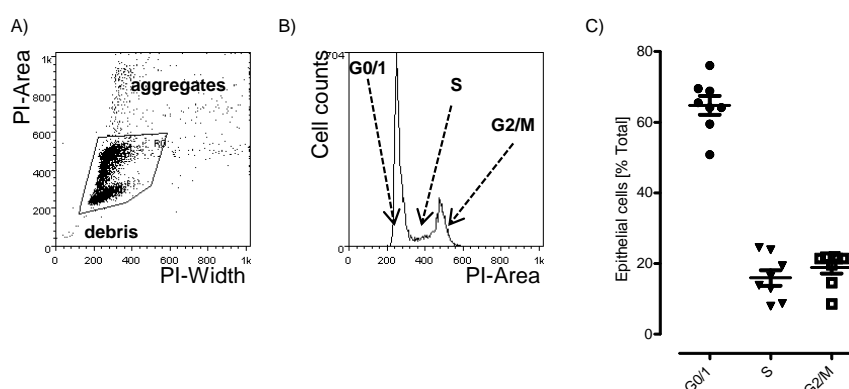 A)
PI-Area
1k
800
600
400
200
0
aggregates
debris
0 200 400 600 800 1k
PI-Width
B)
Cell counts
704
0
G0/1
S
G2/M
0 200 400 600 800 1k
PI-Area
C)
Epithelial cells [% Total]
80
60
40
20
0
G0/1
S
G2/M